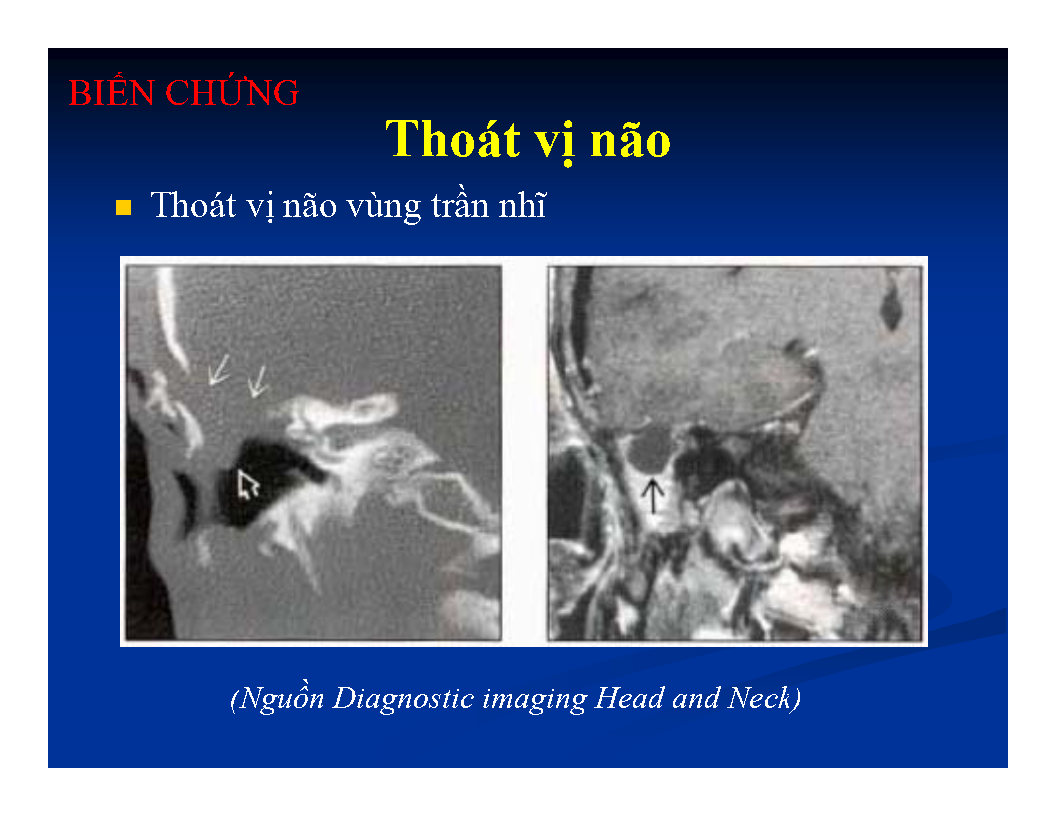 BIẾN CHỨNG
Thoát vị não
Thoát vị não vùng trần nhĩ
(Nguồn Diagnostic imaging Head and Neck)